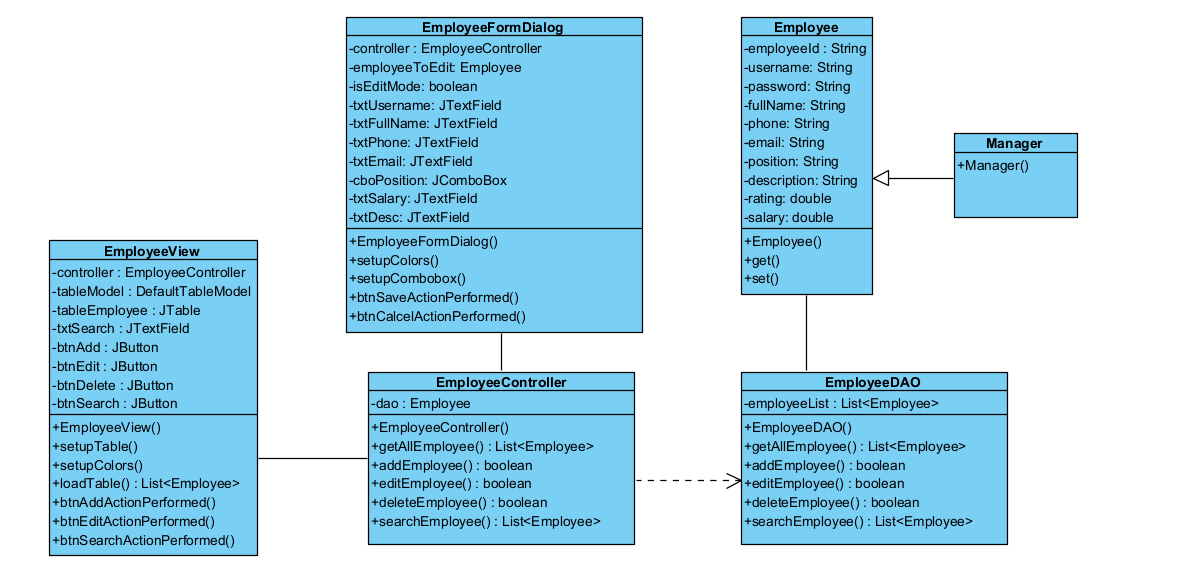 EmployeeFormDialog
-controller : EmployeeController
-employeeToEdit: Employee
-isEditMode: boolean
-txtUsername: JTextField
-txtFullName: JTextField
-txtPhone: JTextField
-txtEmail: JTextField
-cboPosition: JComboBox
-txtSalary: JTextField
-txtDesc: JTextField
+EmployeeFormDialog()
+setupColors()
+setupCombobox()
+btnSaveActionPerformed()
+btnCalcelActionPerformed()
Employee
-employeeId : String
-username: String
-password: String
-fullName: String
-phone: String
-email: String
-position: String
-description: String
-rating: double
-salary: double
+Employee()
+get()
+set()
Manager
+Manager()
EmployeeView
-controller : EmployeeController
-tableModel : DefaultTableModel
-tableEmployee : JTable
-txtSearch : JTextField
-btnAdd : JButton
-btnEdit : JButton
-btnDelete : JButton
-btnSearch : JButton
+EmployeeView()
+setupTable()
+setupColors()
+loadTable() : List<Employee>
+btnAddActionPerformed()
+btnEditActionPerformed()
+btnSearchActionPerformed()
EmployeeController
-dao : Employee
+EmployeeController()
+getAllEmployee() : List<Employee>
+addEmployee() : boolean
+editEmployee() : boolean
+deleteEmployee() : boolean
+searchEmployee() : List<Employee>
EmployeeDAO
-employeeList : List<Employee>
+EmployeeDAO()
+getAllEmployee() : List<Employee>
+addEmployee() : boolean
+editEmployee() : boolean
+deleteEmployee() : boolean
+searchEmployee() : List<Employee>